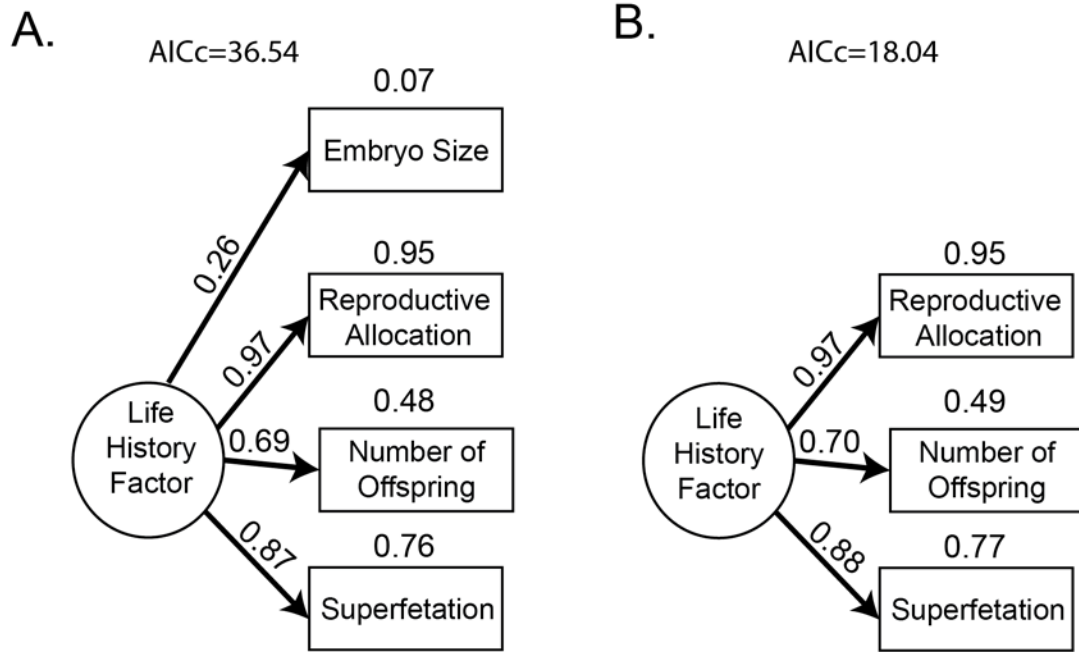 A.
AICc=36.54
0.07
Embryo Size
0.26
0.95
Reproductive
Allocation
0.97
Life
History
Factor
0.48
0.69
Number of
Offspring
0.87
0.76
Superfetation
B.
AICc=18.04
0.95
Reproductive
Allocation
0.97
Life
History
Factor
0.49
0.70
Number of
Offspring
0.88
0.77
Superfetation